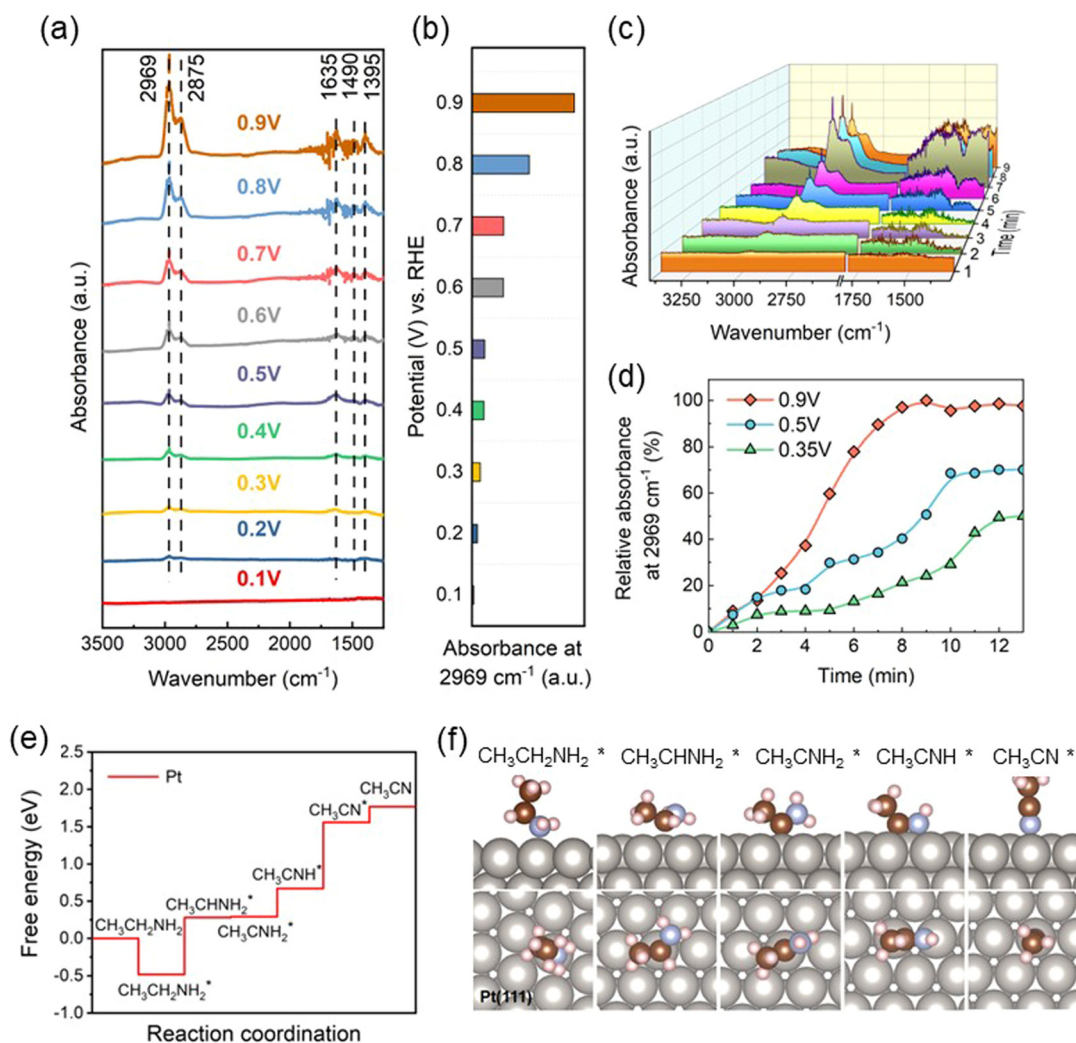 (a)
2969
2875
1635
1490
1395
0.9V
0.8V
0.7V
0.6V
0.5V
0.4V
0.3V
0.2V
0.1V
Absorbance (a.u.)
3500 3000 2500 2000 1500
Wavenumber (cm⁻¹)
(b)
0.9
0.8
0.7
0.6
0.5
0.4
0.3
0.2
0.1
Potential (V) vs. RHE
Absorbance at
2969 cm⁻¹ (a.u.)
(c)
Absorbance (a.u.)
3250 3000 2750 1750 1500
Wavenumber (cm⁻¹)
1
2
3
4
5
6
7
8
9
Time (min)
(d)
0.9V
0.5V
0.35V
100
80
60
40
20
0
Relative absorbance
at 2969 cm⁻¹ (%)
0 2 4 6 8 10 12
Time (min)
(e)
Pt
2.5
2.0
1.5
1.0
0.5
0.0
-0.5
-1.0
Free energy (eV)
CH₃CH₂NH₂
CH₃CH₂NH₂*
CH₃CHNH₂*
CH₃CNH₂*
CH₃CNH*
CH₃CN*
CH₃CN
Reaction coordination
(f)
CH₃CH₂NH₂ * CH₃CHNH₂ * CH₃CNH₂ * CH₃CNH * CH₃CN *
Pt(111)